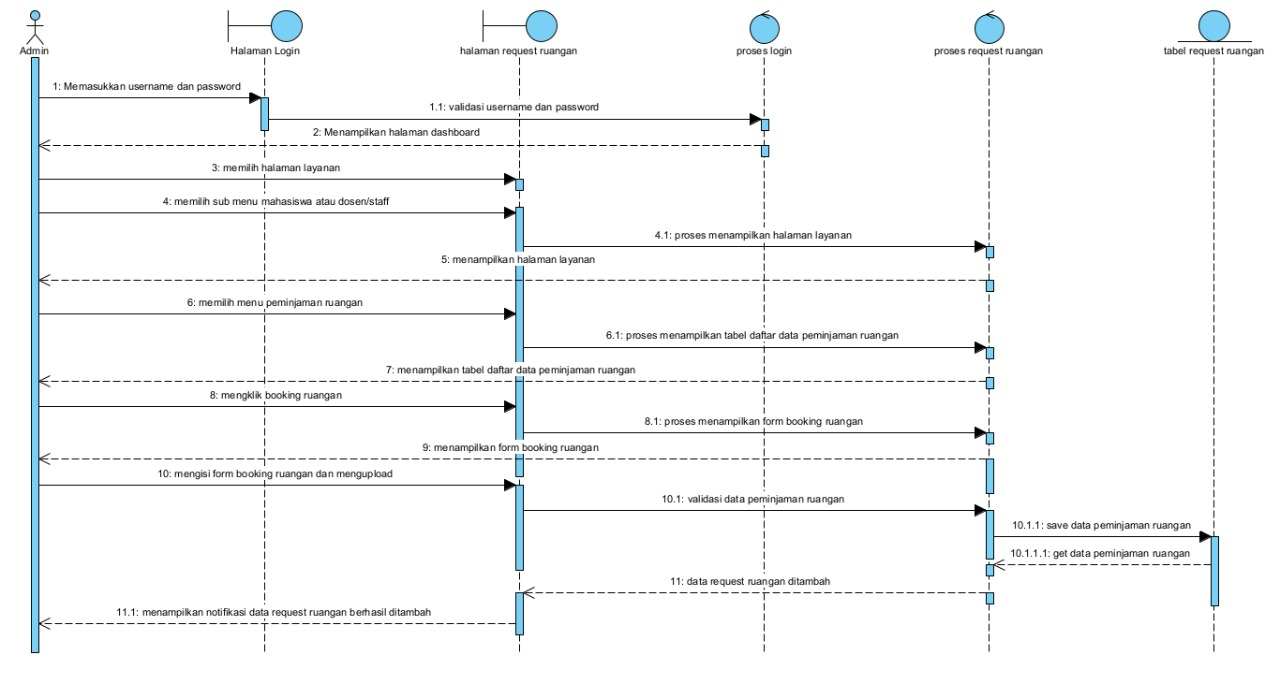 Admin
Halaman Login
halaman request ruangan
proses login
proses request ruangan
tabel request ruangan
1: Memasukkan username dan password
1.1: validasi username dan password
2: Menampilkan halaman dashboard
3: memilih halaman layanan
4: memilih sub menu mahasiswa atau dosen/staff
4.1: proses menampilkan halaman layanan
5: menampilkan halaman layanan
6: memilih menu peminjaman ruangan
6.1: proses menampilkan tabel daftar data peminjaman ruangan
7: menampilkan tabel daftar data peminjaman ruangan
8: mengklik booking ruangan
8.1: proses menampilkan form booking ruangan
9: menampilkan form booking ruangan
10: mengisi form booking ruangan dan mengupload
10.1: validasi data peminjaman ruangan
10.1.1: save data peminjaman ruangan
10.1.1.1: get data peminjaman ruangan
11: data request ruangan ditambah
11.1: menampilkan notifikasi data request ruangan berhasil ditambah